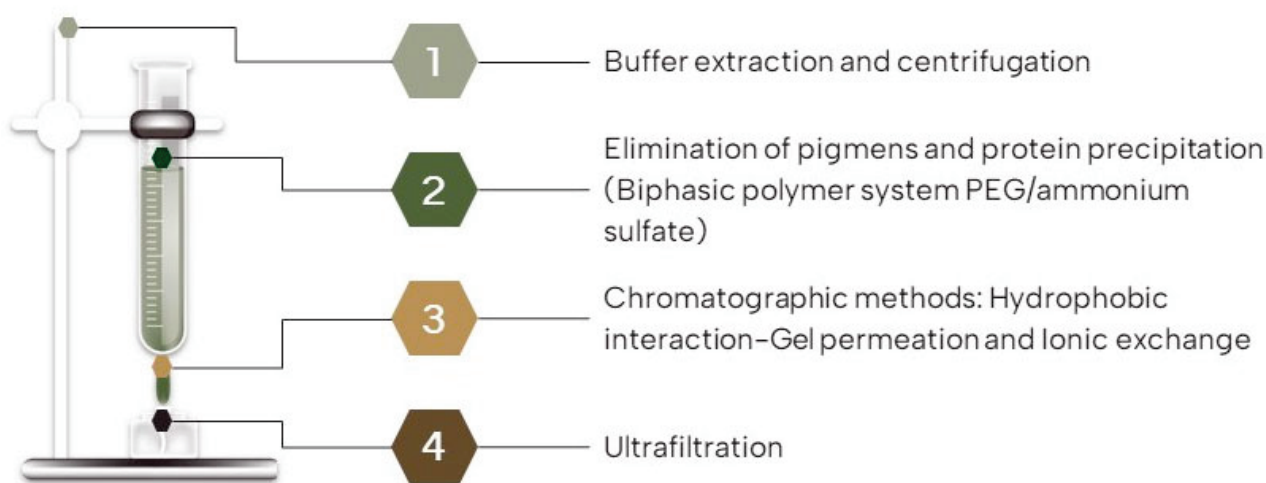 1
Buffer extraction and centrifugation
2
Elimination of pigmens and protein precipitation
(Biphasic polymer system PEG/ammonium
sulfate)
3
Chromatographic methods: Hydrophobic
interaction-Gel permeation and Ionic exchange
4
Ultrafiltration